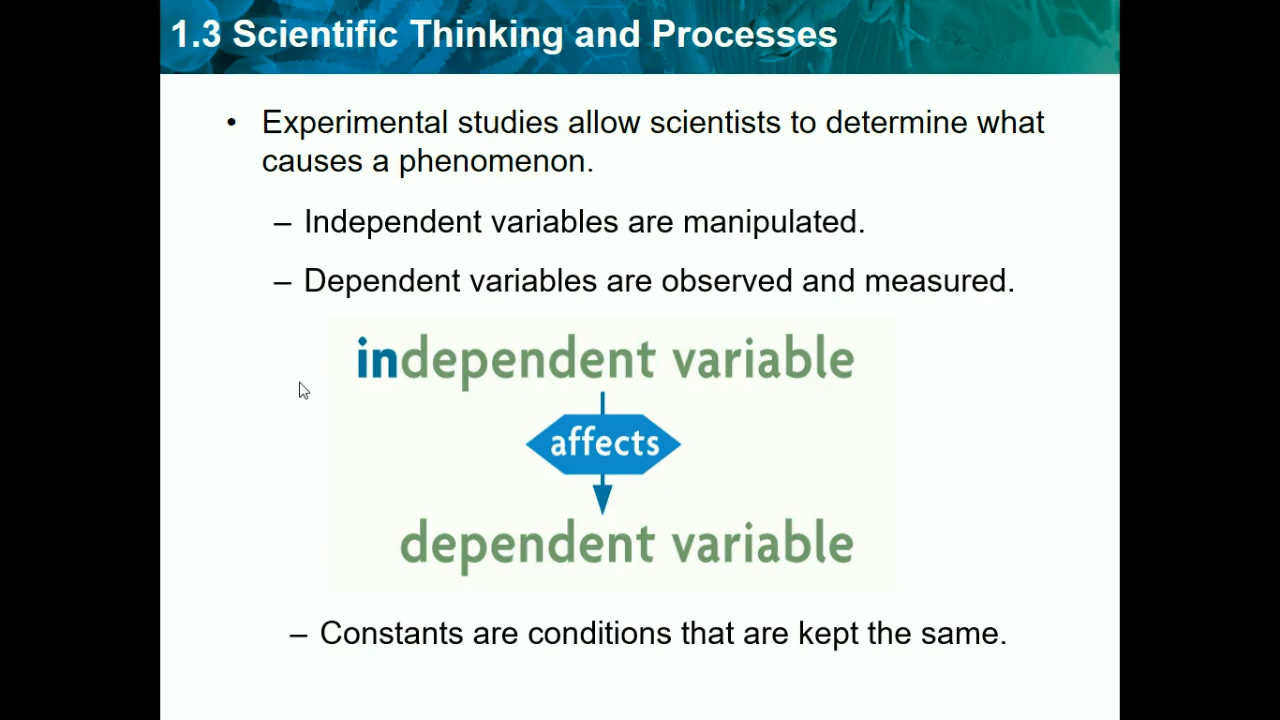 1.3 Scientific Thinking and Processes
• Experimental studies allow scientists to determine what
causes a phenomenon.
– Independent variables are manipulated.
– Dependent variables are observed and measured.
independent variable
affects
dependent variable
– Constants are conditions that are kept the same.